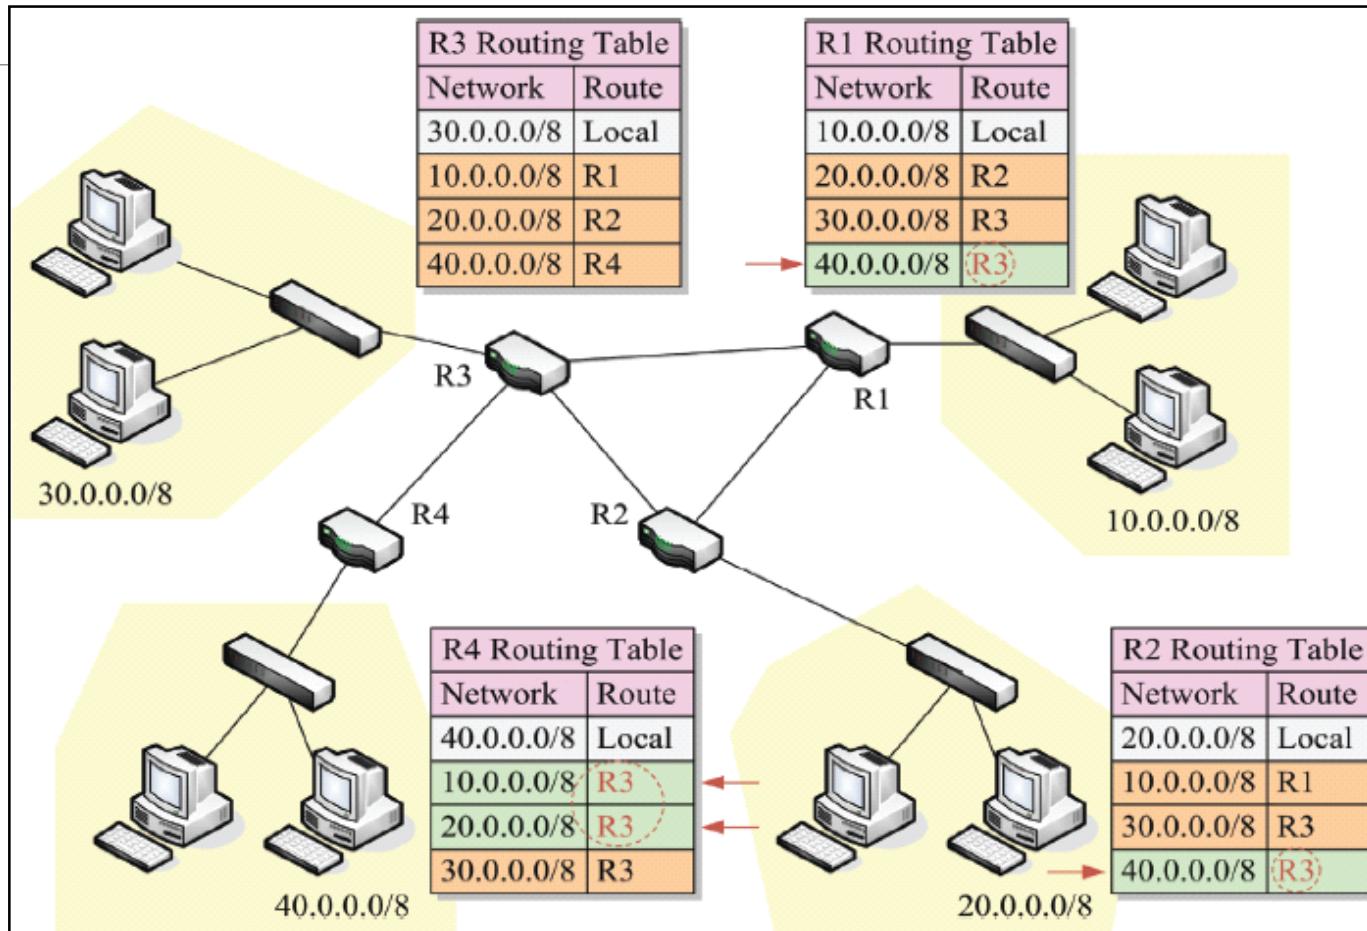 R3 Routing Table
Network Route
30.0.0.0/8 Local
10.0.0.0/8 R1
20.0.0.0/8 R2
40.0.0.0/8 R4
R1 Routing Table
Network Route
10.0.0.0/8 Local
20.0.0.0/8 R2
30.0.0.0/8 R3
40.0.0.0/8 R3
R3
R1
30.0.0.0/8
R4
R2
10.0.0.0/8
R4 Routing Table
Network Route
40.0.0.0/8 Local
10.0.0.0/8 R3
20.0.0.0/8 R3
30.0.0.0/8 R3
40.0.0.0/8
R2 Routing Table
Network Route
20.0.0.0/8 Local
10.0.0.0/8 R1
30.0.0.0/8 R3
40.0.0.0/8 R3
20.0.0.0/8